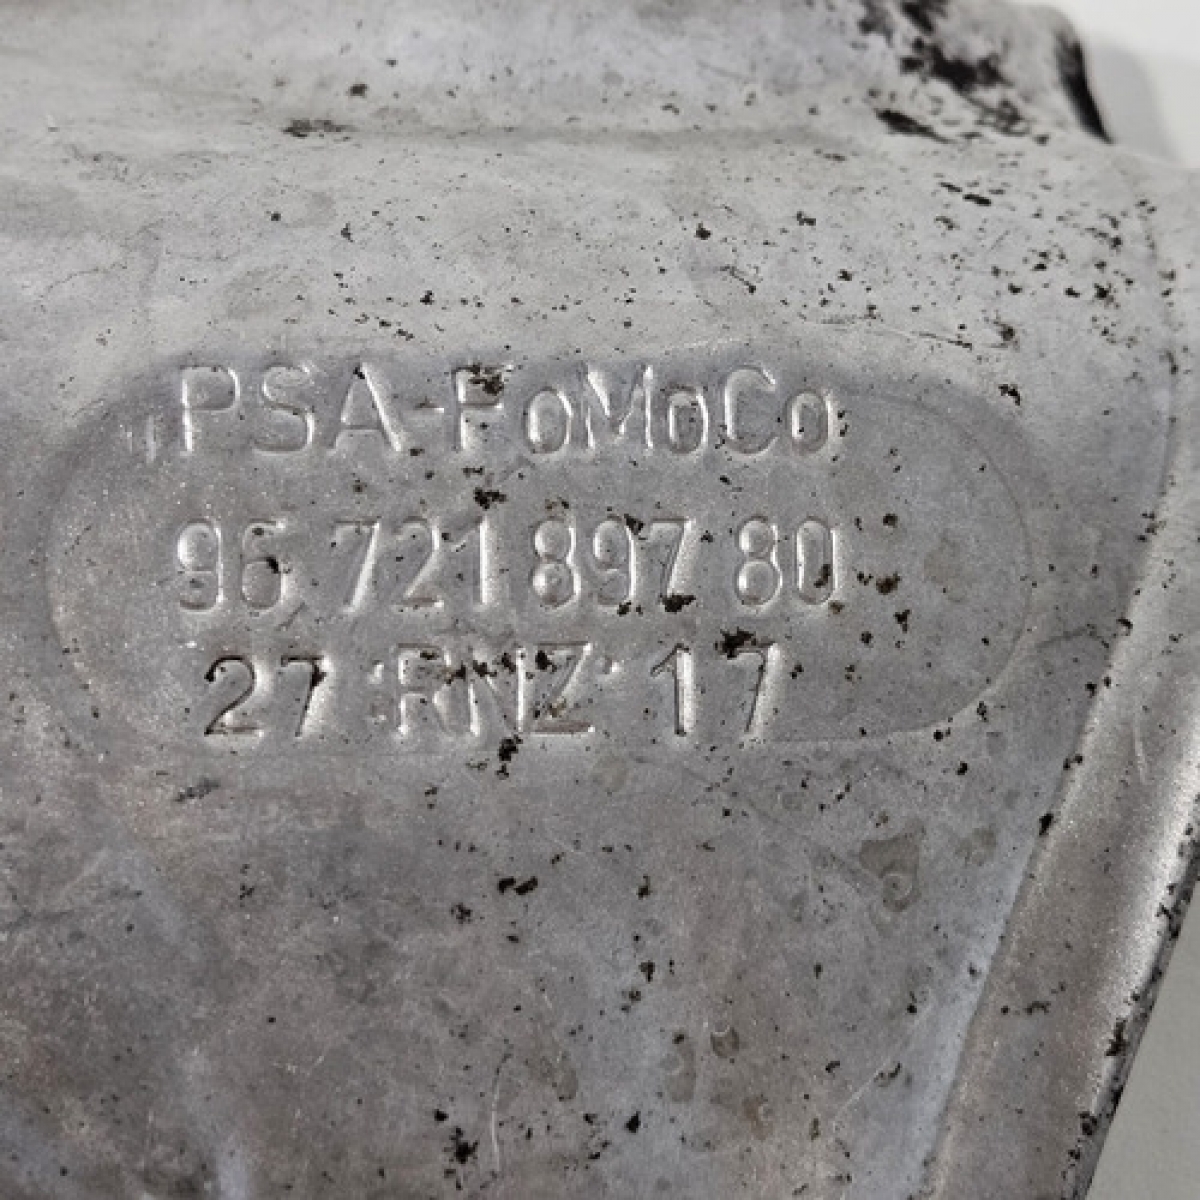 PSA-FoMoCo
96 721 897 80
27 RNZ 17